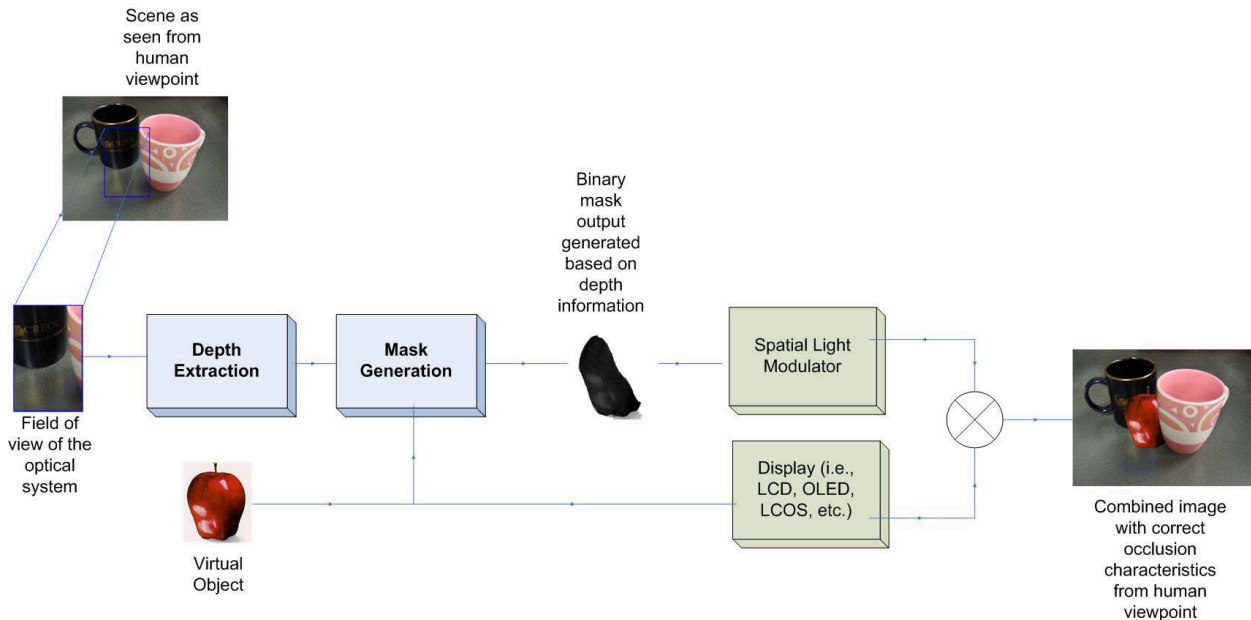 Scene as
seen from
human
viewpoint
CREOL
Field of
view of the
optical
system
Depth
Extraction
Mask
Generation
Virtual
Object
Binary
mask
output
generated
based on
depth
information
Spatial Light
Modulator
Display (i.e.,
LCD, OLED,
LCOS, etc.)
Combined image
with correct
occlusion
characteristics
from human
viewpoint